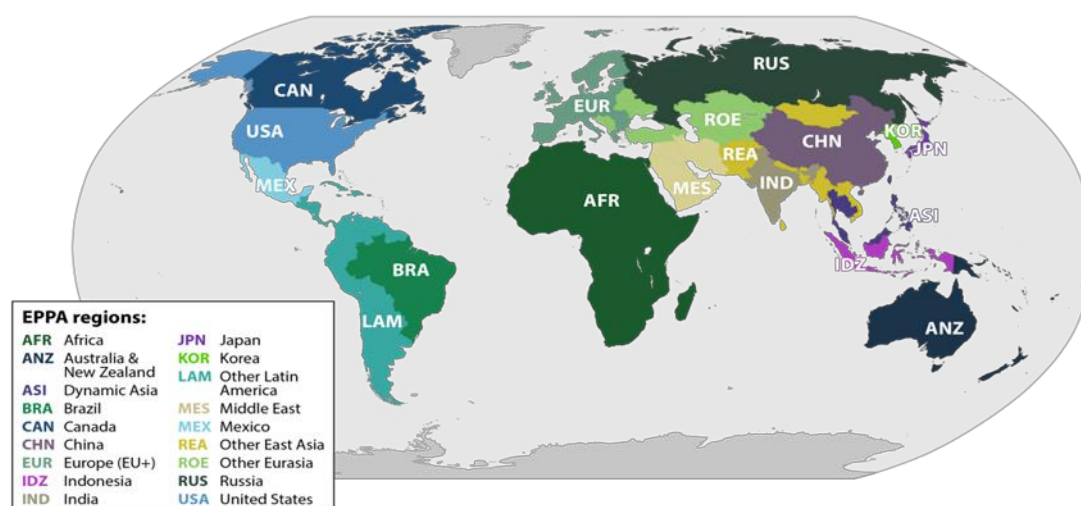 RUS
CAN
EUR
ROE
USA
KOR
CHN
JPN
REA
MEX
MES
IND
AFR
ASI
IDZ
BRA
LAM
ANZ
EPPA regions:
AFR Africa
ANZ Australia &
New Zealand
ASI Dynamic Asia
BRA Brazil
CAN Canada
CHN China
EUR Europe (EU+)
IDZ Indonesia
IND India
JPN Japan
KOR Korea
LAM Other Latin
America
MES Middle East
MEX Mexico
REA Other East Asia
ROE Other Eurasia
RUS Russia
USA United States